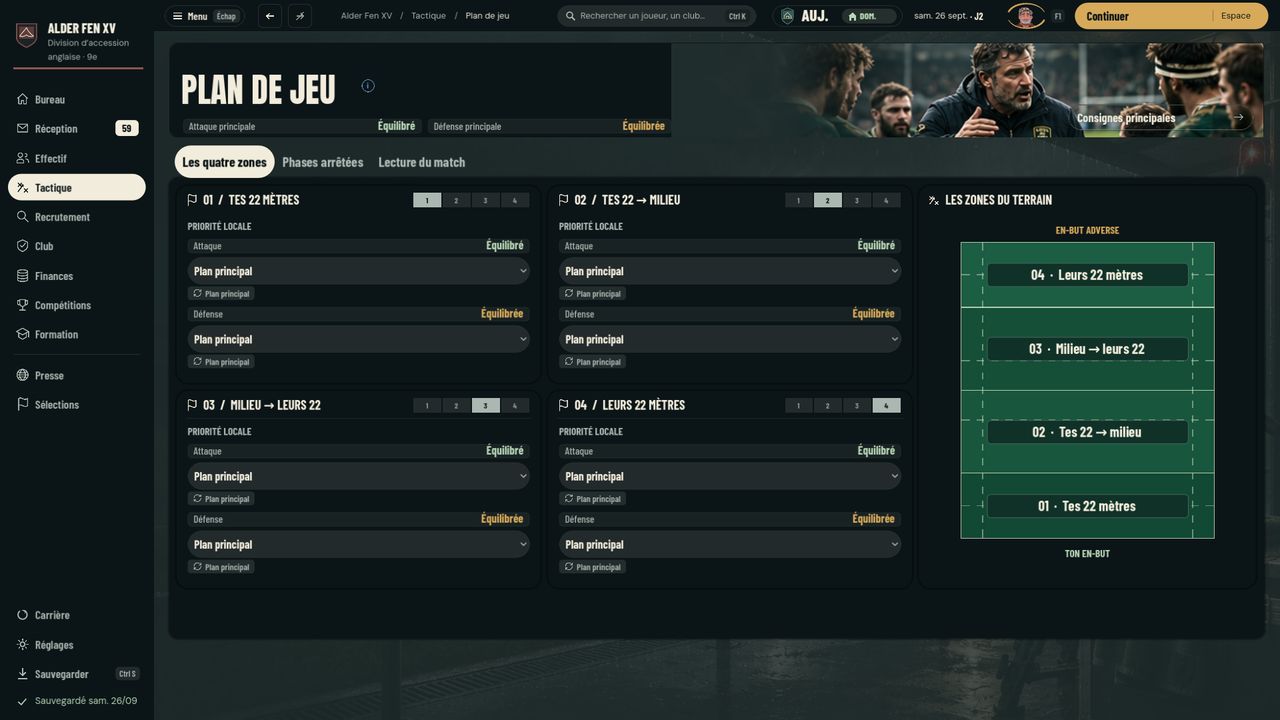 ALDER FEN XV
Division d'accession
anglaise · 9e
Menu Échap
Alder Fen XV / Tactique / Plan de jeu
Rechercher un joueur, un club... Ctrl K
AUJ. DOM.
sam. 26 sept. · J2
F1
Continuer Espace
Bureau
Réception 59
Effectif
Tactique
Recrutement
Club
Finances
Compétitions
Formation
Presse
Sélections
Carrière
Réglages
Sauvegarder Ctrl S
Sauvegardé sam. 26/09
PLAN DE JEU
Attaque principale Équilibré
Défense principale Équilibrée
Consignes principales
Les quatre zones Phases arrêtées Lecture du match
01 / TES 22 MÈTRES 1 2 3 4
PRIORITÉ LOCALE
Attaque Équilibré
Plan principal
Plan principal
Défense Équilibrée
Plan principal
Plan principal
02 / TES 22 → MILIEU 1 2 3 4
PRIORITÉ LOCALE
Attaque Équilibré
Plan principal
Plan principal
Défense Équilibrée
Plan principal
Plan principal
03 / MILIEU → LEURS 22 1 2 3 4
PRIORITÉ LOCALE
Attaque Équilibré
Plan principal
Plan principal
Défense Équilibrée
Plan principal
Plan principal
04 / LEURS 22 MÈTRES 1 2 3 4
PRIORITÉ LOCALE
Attaque Équilibré
Plan principal
Plan principal
Défense Équilibrée
Plan principal
Plan principal
LES ZONES DU TERRAIN
EN-BUT ADVERSE
04 · Leurs 22 mètres
03 · Milieu → leurs 22
02 · Tes 22 → milieu
01 · Tes 22 mètres
TON EN-BUT